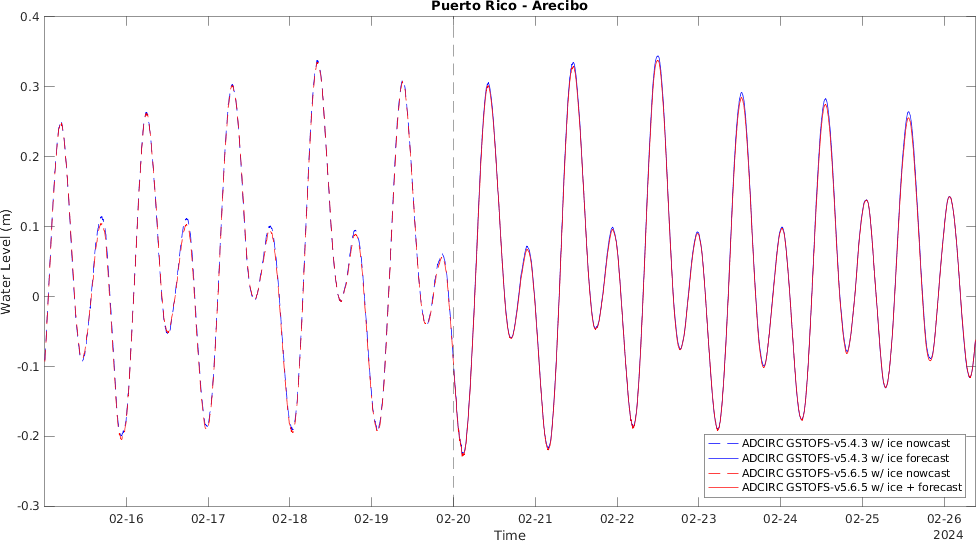 Puerto Rico - Arecibo
Water Level (m)
0.4
0.3
0.2
0.1
0
-0.1
-0.2
-0.3
ADCIRC GSTOFS-v5.4.3 w/ ice nowcast
ADCIRC GSTOFS-v5.4.3 w/ ice forecast
ADCIRC GSTOFS-v5.6.5 w/ ice nowcast
ADCIRC GSTOFS-v5.6.5 w/ ice + forecast
02-16 02-17 02-18 02-19 02-20 02-21 02-22 02-23 02-24 02-25 02-26
Time
2024